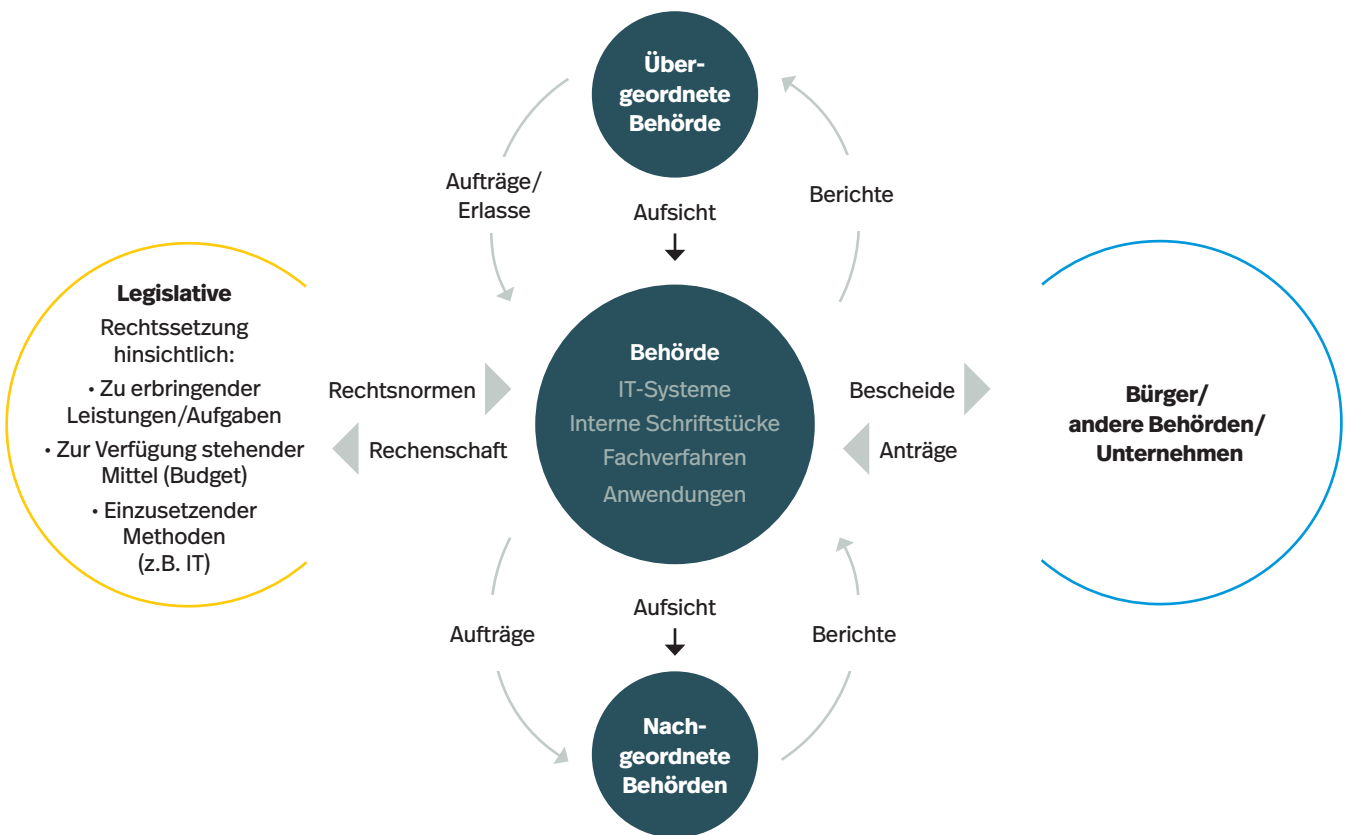 Über-
geordnete
Behörde
Aufträge/
Erlasse
Aufsicht
Berichte
Legislative
Rechtssetzung
hinsichtlich:
• Zu erbringender
Leistungen/Aufgaben
• Zur Verfügung stehender
Mittel (Budget)
• Einzusetzender
Methoden
(z.B. IT)
Rechtsnormen
Rechenschaft
Behörde
IT-Systeme
Interne Schriftstücke
Fachverfahren
Anwendungen
Bescheide
Anträge
Bürger/
andere Behörden/
Unternehmen
Aufträge
Aufsicht
Berichte
Nach-
geordnete
Behörden